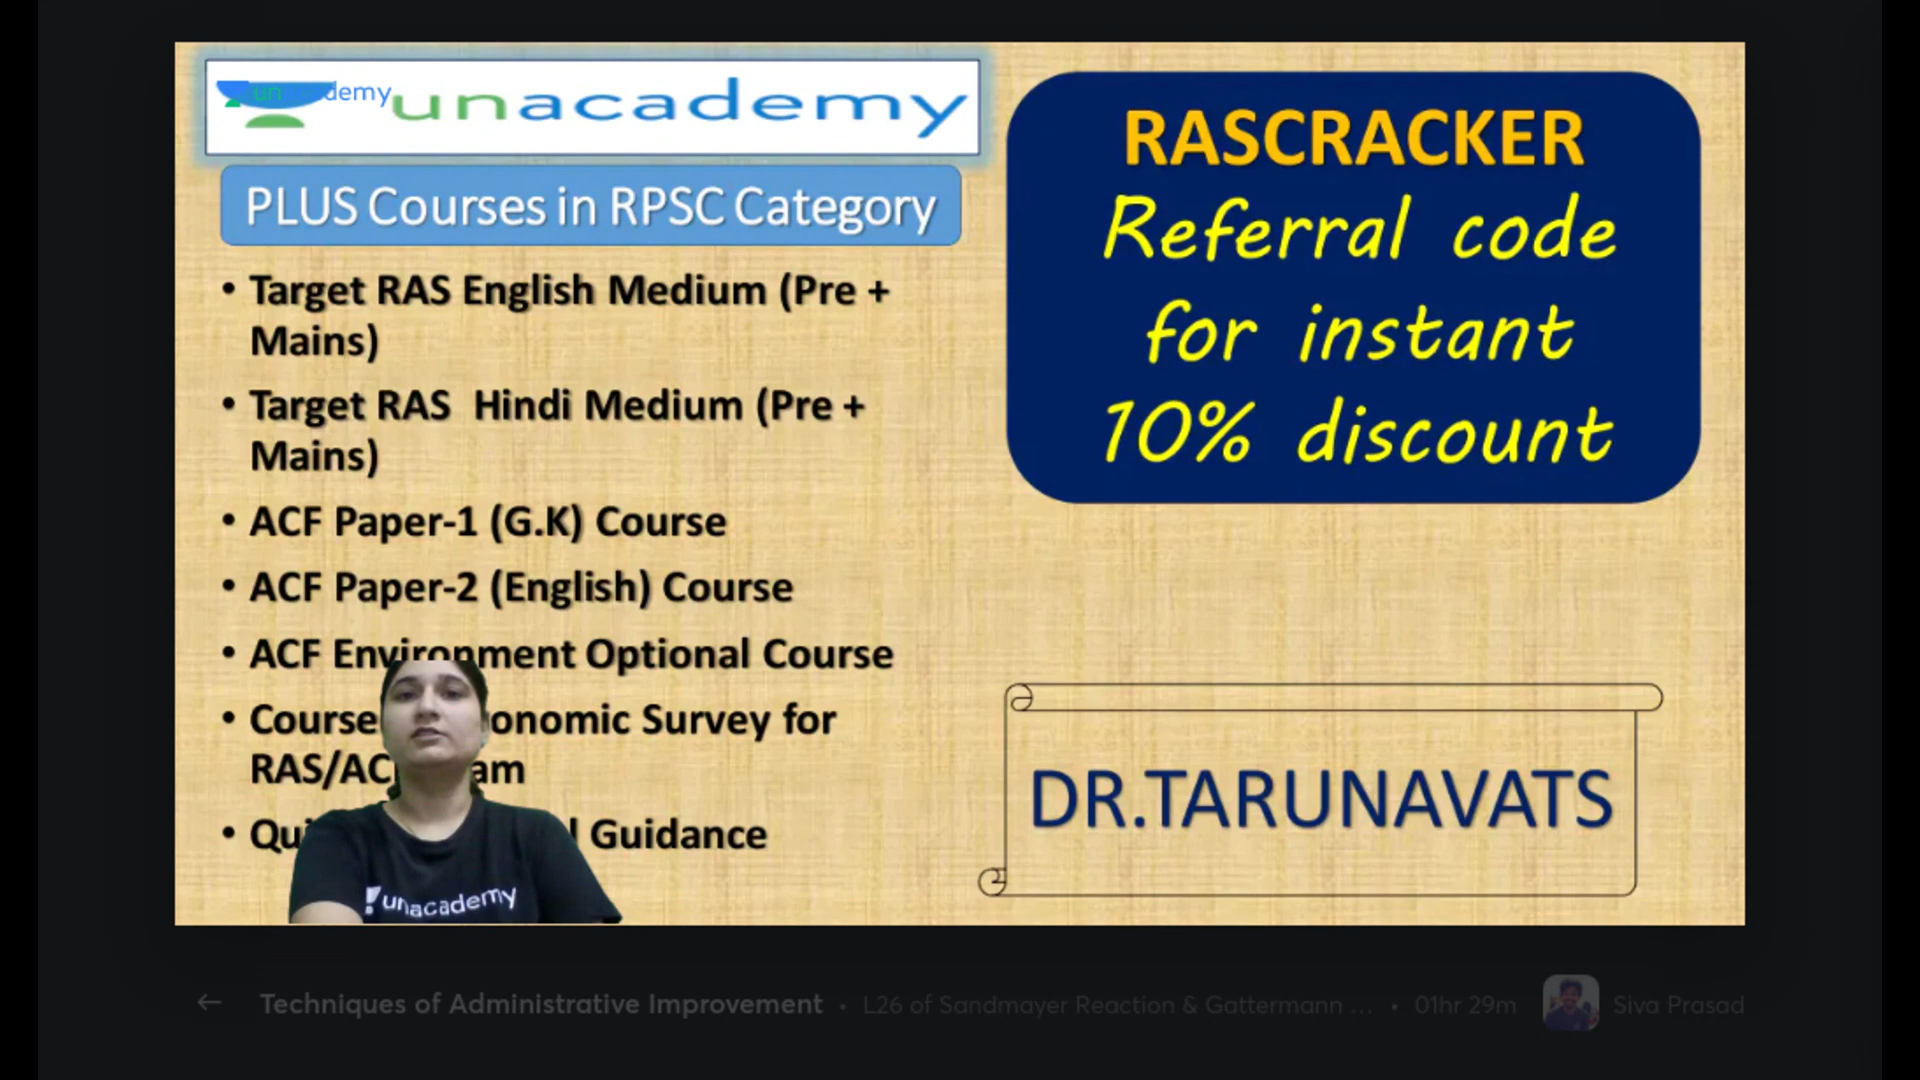 unacademy
unacademy
PLUS Courses in RPSC Category
• Target RAS English Medium (Pre +
Mains)
• Target RAS Hindi Medium (Pre +
Mains)
• ACF Paper-1 (G.K) Course
• ACF Paper-2 (English) Course
• ACF Environment Optional Course
• Course Survey for
RAS/AC
• Guidance
unacademy
RASCRACKER
Referral code
for instant
10% discount
DR.TARUNAVATS
← Techniques of Administrative Improvement • L26 of Sandmayer Reaction & Gattermann ... • 01hr 29m Siva Prasad